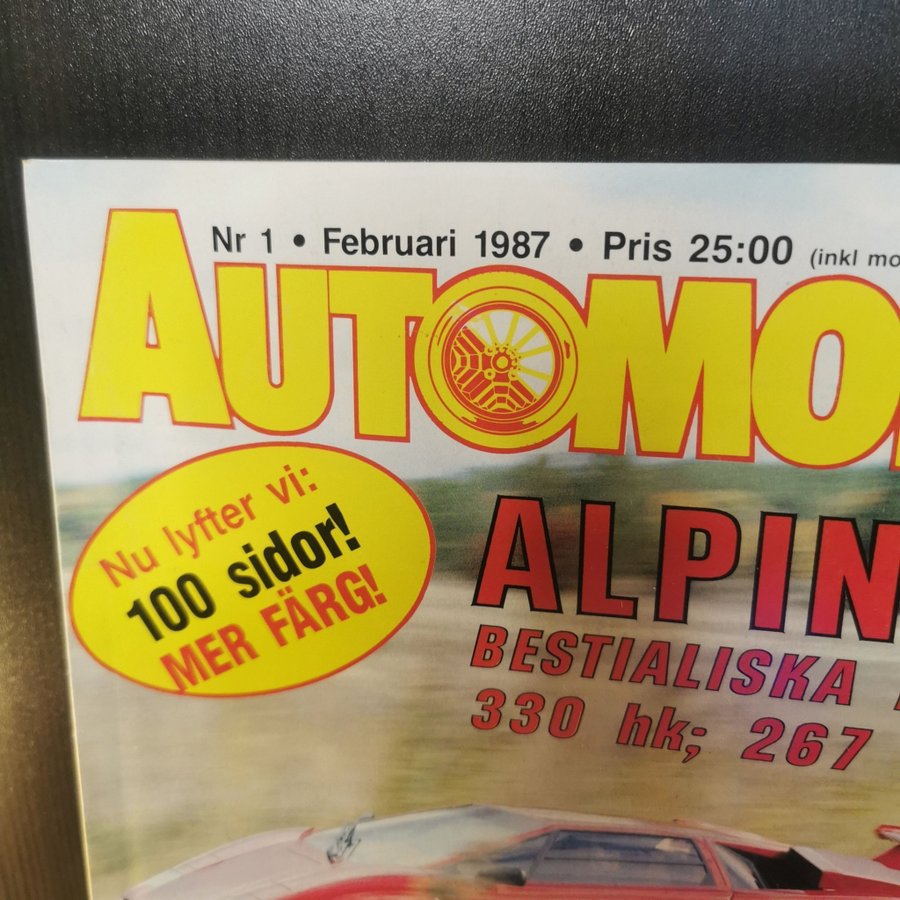 Nr 1 • Februari 1987 • Pris 25:00 (inkl mo
AUTOMO
Nu lyfter vi:
100 sidor!
MER FÄRG!
ALPIN
BESTIALISKA
330 hk; 267